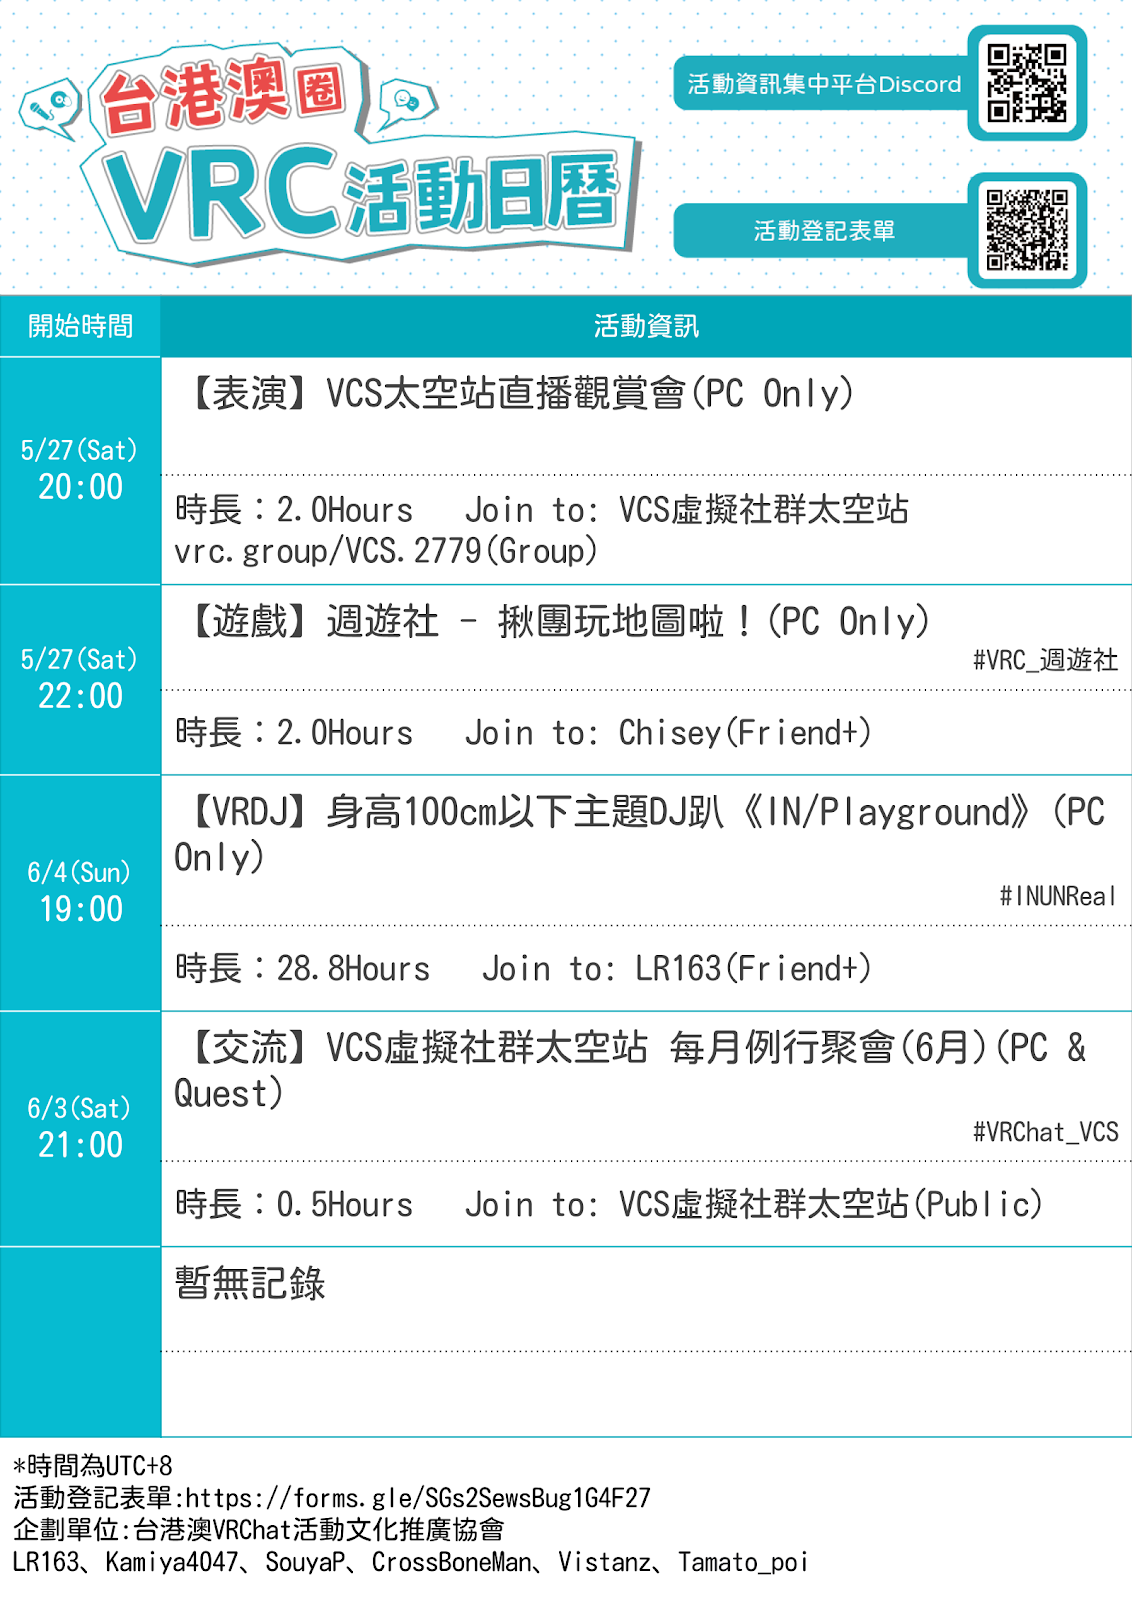 台港澳圈
VRC活動日曆
活動資訊集中平台Discord
活動登記表單
開始時間
活動資訊
5/27(Sat)
20:00
【表演】VCS太空站直播觀賞會(PC Only)
時長：2.0Hours Join to: VCS虛擬社群太空站
vrc.group/VCS.2779(Group)
5/27(Sat)
22:00
【遊戲】週遊社 - 揪團玩地圖啦！(PC Only)
#VRC_週遊社
時長：2.0Hours Join to: Chisey(Friend+)
6/4(Sun)
19:00
【VRDJ】身高100cm以下主題DJ趴《IN/Playground》(PC
Only)
#INUNReal
時長：28.8Hours Join to: LR163(Friend+)
6/3(Sat)
21:00
【交流】VCS虛擬社群太空站 每月例行聚會(6月)(PC &
Quest)
#VRChat_VCS
時長：0.5Hours Join to: VCS虛擬社群太空站(Public)
暫無記錄
*時間為UTC+8
活動登記表單:https://forms.gle/SGs2SewsBug1G4F27
企劃單位:台港澳VRChat活動文化推廣協會
LR163、Kamiya4047、SouyaP、CrossBoneMan、Vistanz、Tamato_poi